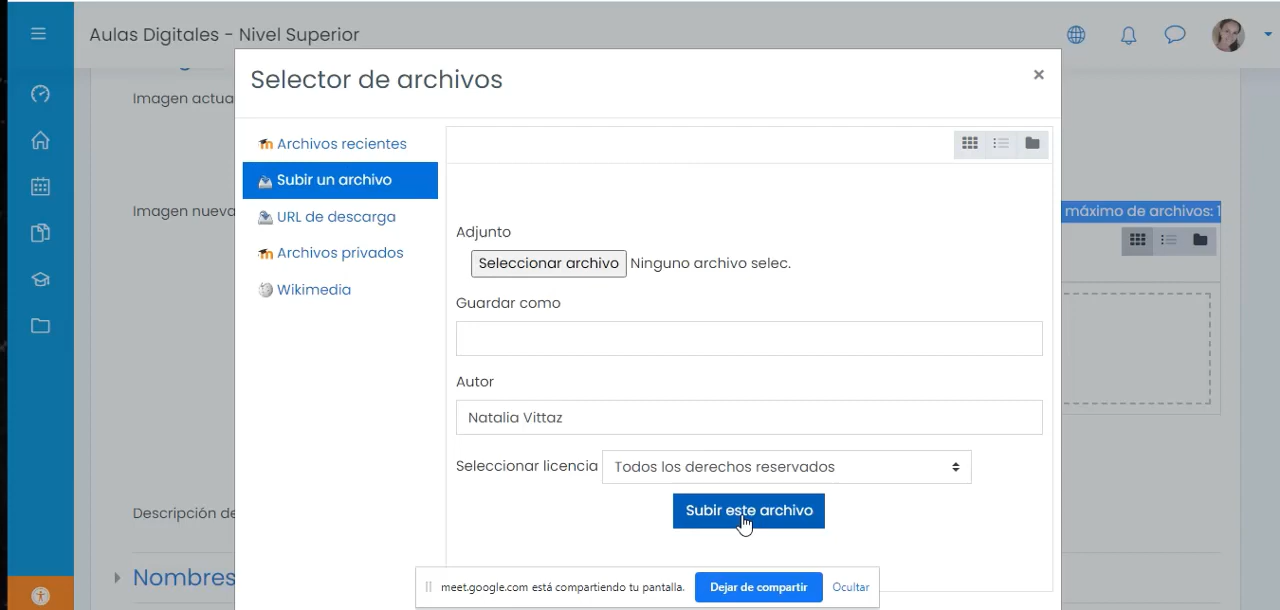 Aulas Digitales - Nivel Superior
Selector de archivos
×
Imagen actua
Archivos recientes
Subir un archivo
URL de descarga
Archivos privados
Wikimedia
Imagen nueva
máximo de archivos: 1
Adjunto
Seleccionar archivo Ninguno archivo selec.
Guardar como
Autor
Natalia Vittaz
Seleccionar licencia Todos los derechos reservados
Subir este archivo
Descripción de
Nombres
meet.google.com está compartiendo tu pantalla. Dejar de compartir Ocultar